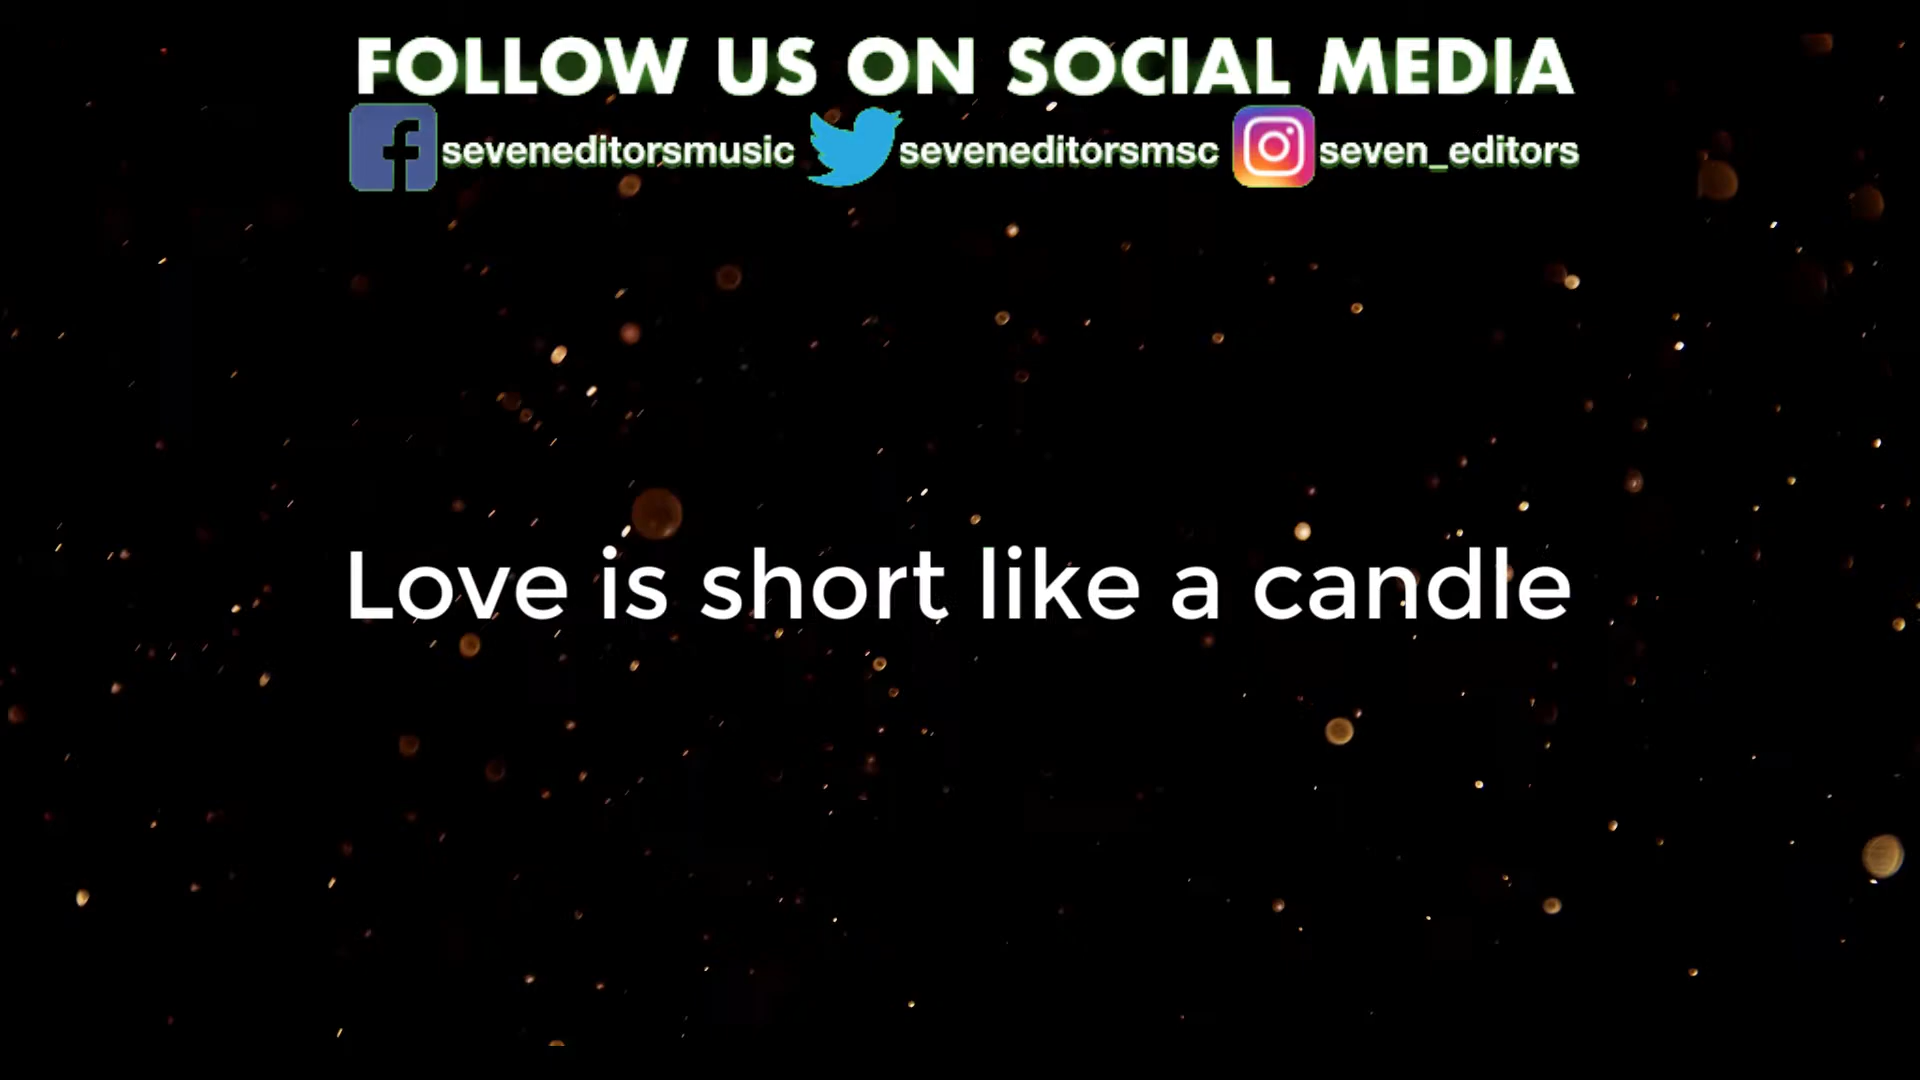 FOLLOW US ON SOCIAL MEDIA
seveneditorsmusic seveneditorsmsc seven_editors
Love is short like a candle